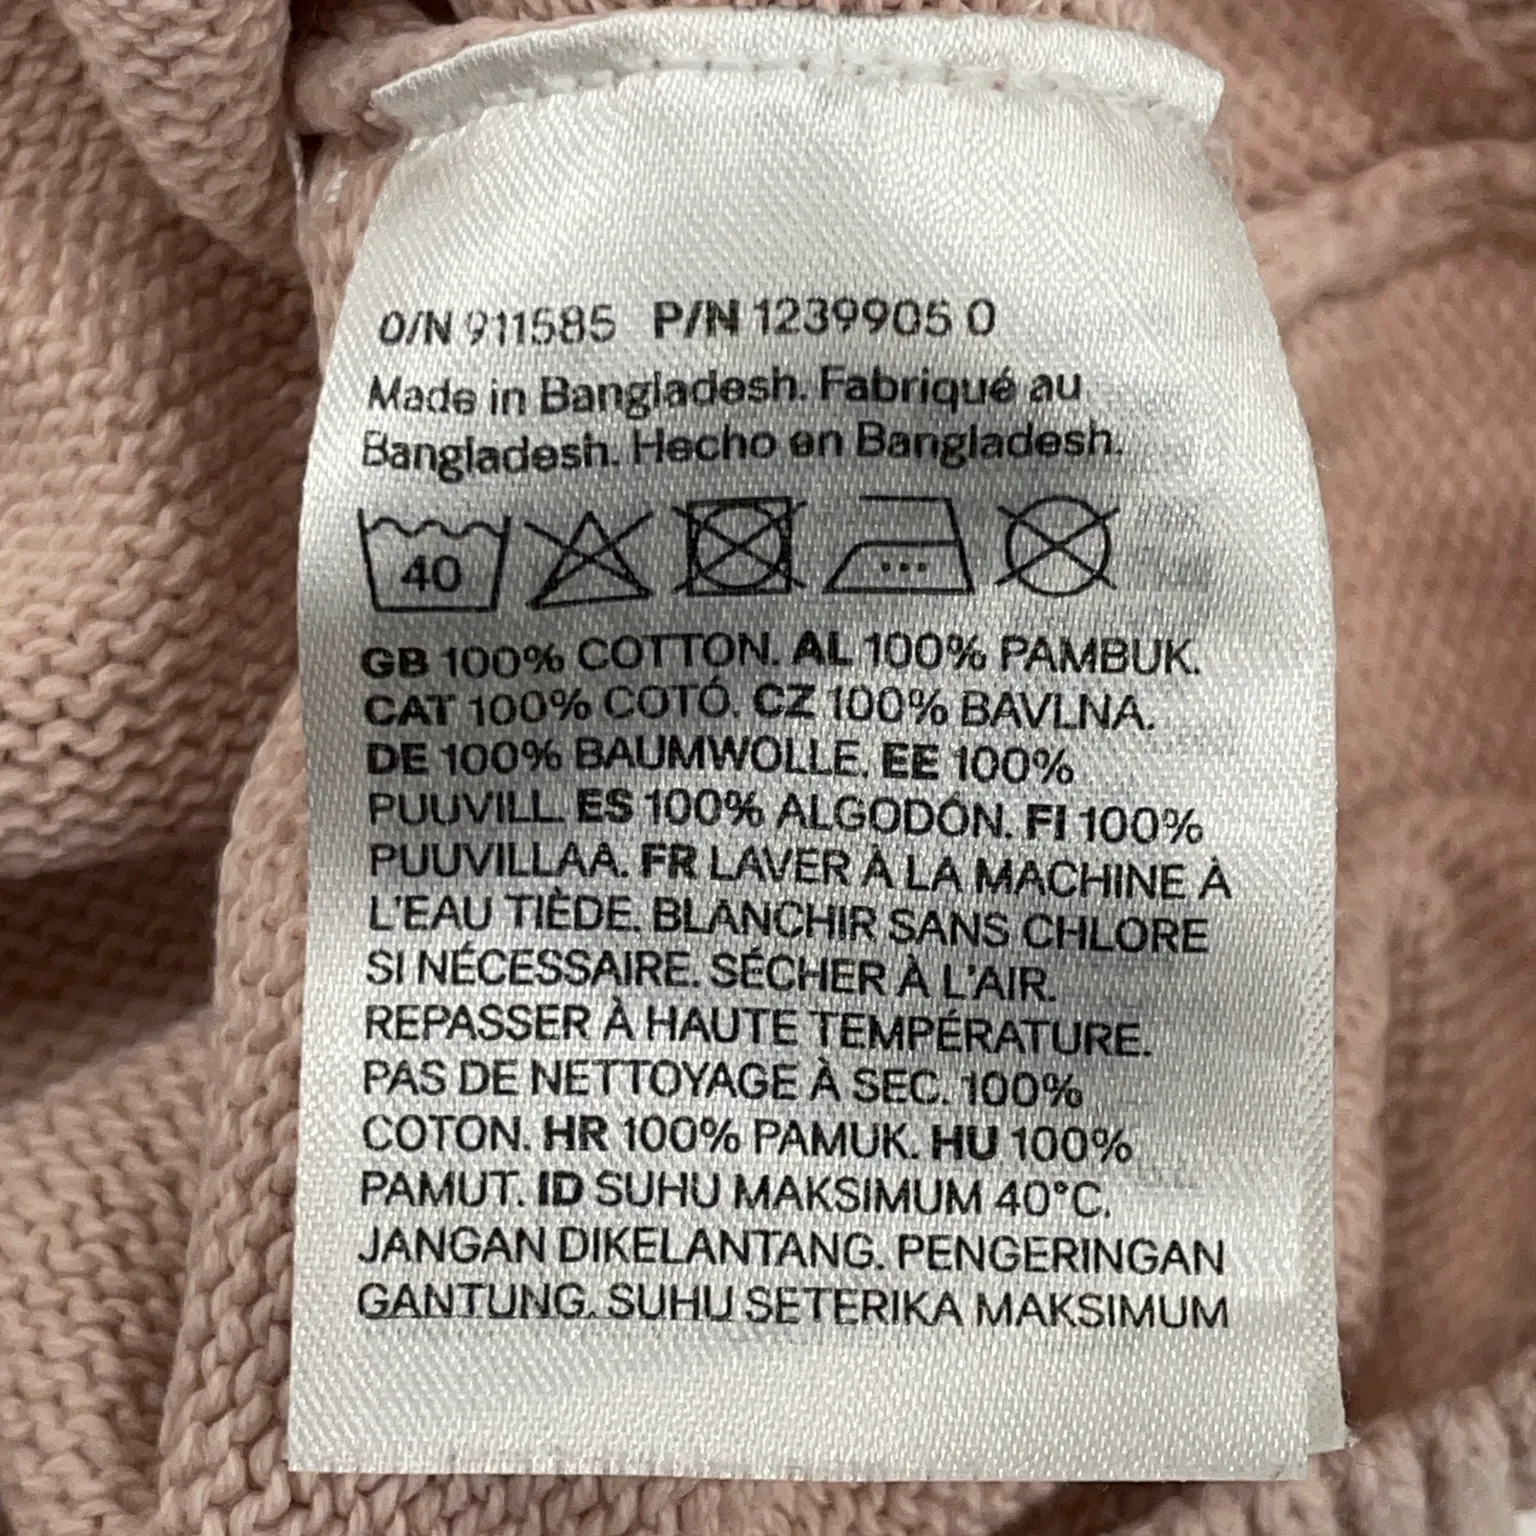 O/N 911585 P/N 1239905 0
Made in Bangladesh. Fabriqué au
Bangladesh. Hecho en Bangladesh.
40
GB 100% COTTON. AL 100% PAMBUK.
CAT 100% COTÓ. CZ 100% BAVLNA.
DE 100% BAUMWOLLE. EE 100%
PUUVILL. ES 100% ALGODÓN. FI 100%
PUUVILLAA. FR LAVER À LA MACHINE À
L'EAU TIÈDE. BLANCHIR SANS CHLORE
SI NÉCESSAIRE. SÉCHER À L'AIR.
REPASSER À HAUTE TEMPÉRATURE.
PAS DE NETTOYAGE À SEC. 100%
COTON. HR 100% PAMUK. HU 100%
PAMUT. ID SUHU MAKSIMUM 40°C.
JANGAN DIKELANTANG. PENGERINGAN
GANTUNG. SUHU SETERIKA MAKSIMUM